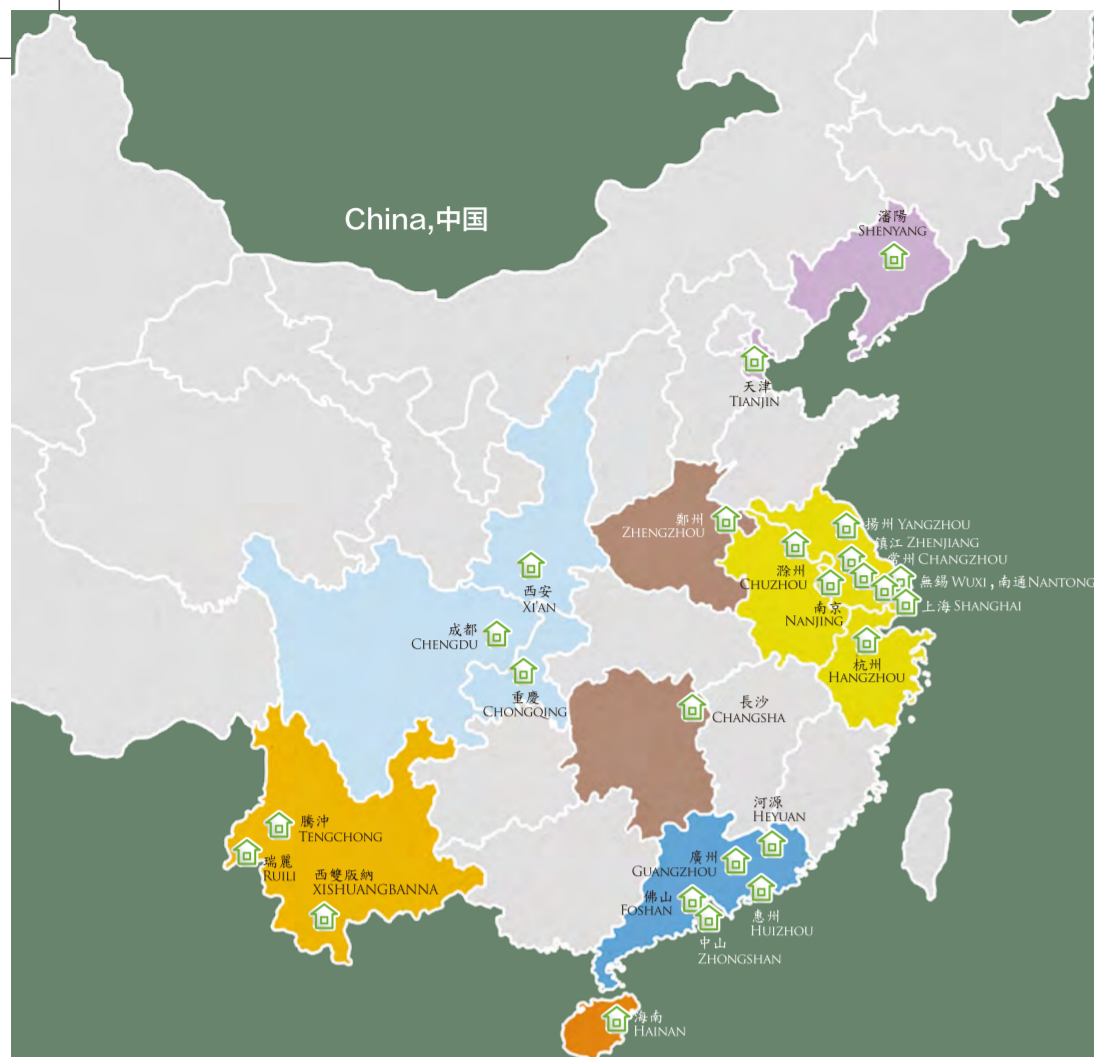 China,中国
瀋陽
SHENYANG
天津
TIANJIN
鄭州
ZHENGZHOU
揚州 YANGZHOU
鎮江 ZHENJIANG
常州 CHANGZHOU
滁州
CHUZHOU
無錫 WUXI , 南通 NANTONG
南京
NANJING
上海 SHANGHAI
西安
XI'AN
成都
CHENGDU
杭州
HANGZHOU
重慶
CHONGQING
長沙
CHANGSHA
河源
HEYUAN
騰沖
TENGCHONG
瑞麗
RUILI
西雙版納
XISHUANGBANNA
廣州
GUANGZHOU
佛山
FOSHAN
惠州
HUIZHOU
中山
ZHONGSHAN
海南
HAINAN